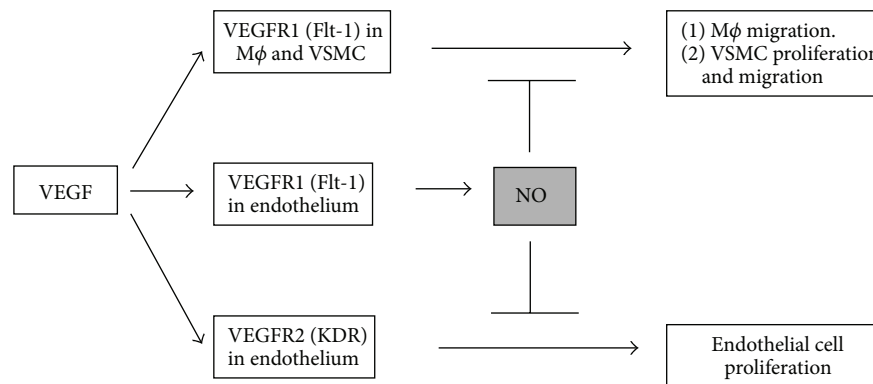 VEGFR1 (Flt-1) in
Mϕ and VSMC
(1) Mϕ migration.
(2) VSMC proliferation
and migration
VEGF
VEGFR1 (Flt-1)
in endothelium
NO
VEGFR2 (KDR)
in endothelium
Endothelial cell
proliferation